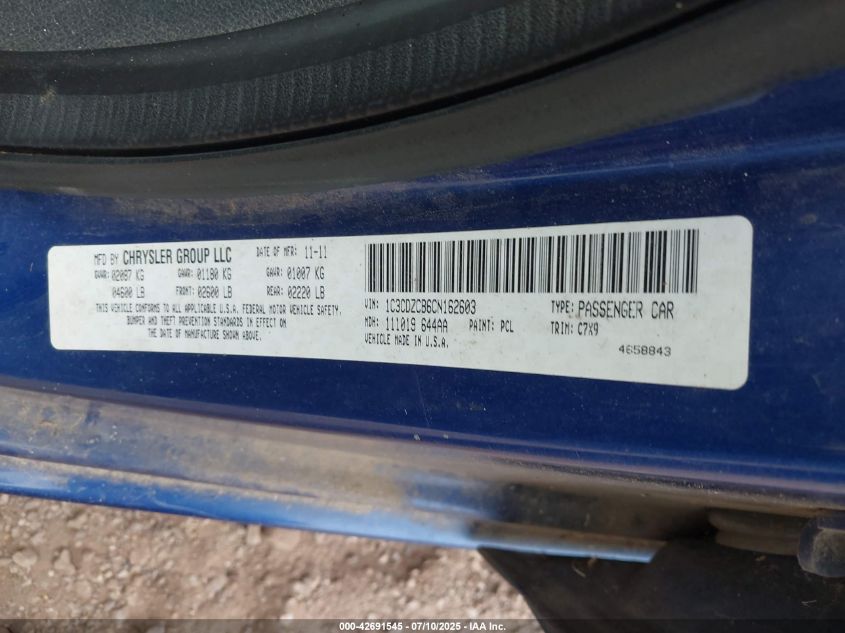 MFD BY CHRYSLER GROUP LLC DATE OF MFR: 11-11
GVWR: 02087 KG GAWR: 01180 KG GAWR: 01007 KG
04600 LB FRONT: 02600 LB REAR: 02220 LB
THIS VEHICLE CONFORMS TO ALL APPLICABLE U.S.A. FEDERAL MOTOR VEHICLE SAFETY,
BUMPER AND THEFT PREVENTION STANDARDS IN EFFECT ON
THE DATE OF MANUFACTURE SHOWN ABOVE.
VIN: 1C3CDZCB6CN162603 TYPE: PASSENGER CAR
MDH: 111019 644AA PAINT: PCL TRIM: C7X9
VEHICLE MADE IN U.S.A.
4658843
000-42691545 - 07/10/2025 - IAA Inc.